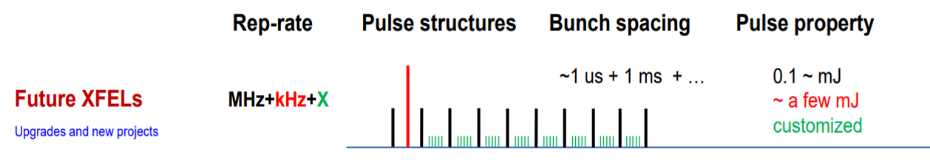 Rep-rate Pulse structures Bunch spacing Pulse property
~1 us + 1 ms + ... 0.1 ~ mJ
Future XFELs MHz+kHz+X ~ a few mJ
Upgrades and new projects customized